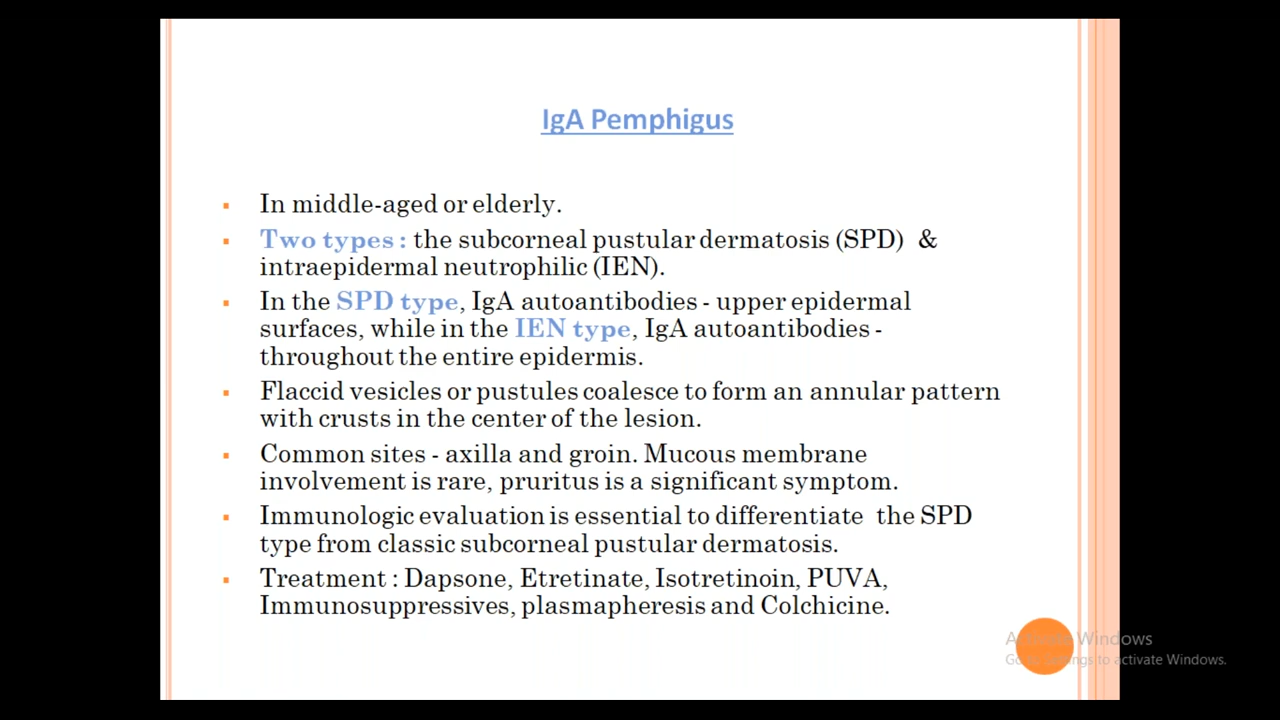 IgA Pemphigus
▪ In middle-aged or elderly.
▪ Two types : the subcorneal pustular dermatosis (SPD) &
intraepidermal neutrophilic (IEN).
▪ In the SPD type, IgA autoantibodies - upper epidermal
surfaces, while in the IEN type, IgA autoantibodies -
throughout the entire epidermis.
▪ Flaccid vesicles or pustules coalesce to form an annular pattern
with crusts in the center of the lesion.
▪ Common sites - axilla and groin. Mucous membrane
involvement is rare, pruritus is a significant symptom.
▪ Immunologic evaluation is essential to differentiate the SPD
type from classic subcorneal pustular dermatosis.
▪ Treatment : Dapsone, Etretinate, Isotretinoin, PUVA,
Immunosuppressives, plasmapheresis and Colchicine.
Activate Windows
Go to Settings to activate Windows.